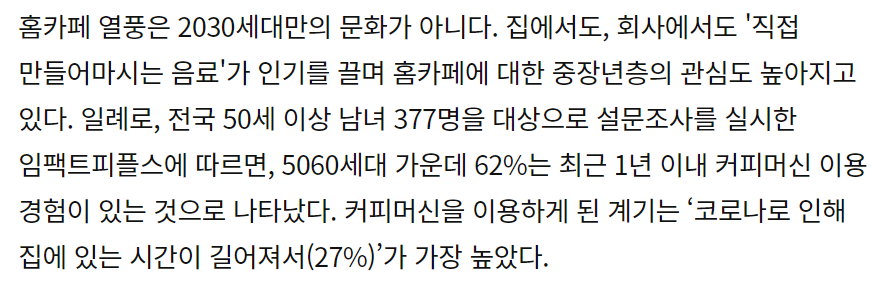 홈카페 열풍은 2030세대만의 문화가 아니다. 집에서도, 회사에서도 '직접
만들어마시는 음료'가 인기를 끌며 홈카페에 대한 중장년층의 관심도 높아지고
있다. 일례로, 전국 50세 이상 남녀 377명을 대상으로 설문조사를 실시한
임팩트피플스에 따르면, 5060세대 가운데 62%는 최근 1년 이내 커피머신 이용
경험이 있는 것으로 나타났다. 커피머신을 이용하게 된 계기는 ‘코로나로 인해
집에 있는 시간이 길어져서(27%)’가 가장 높았다.